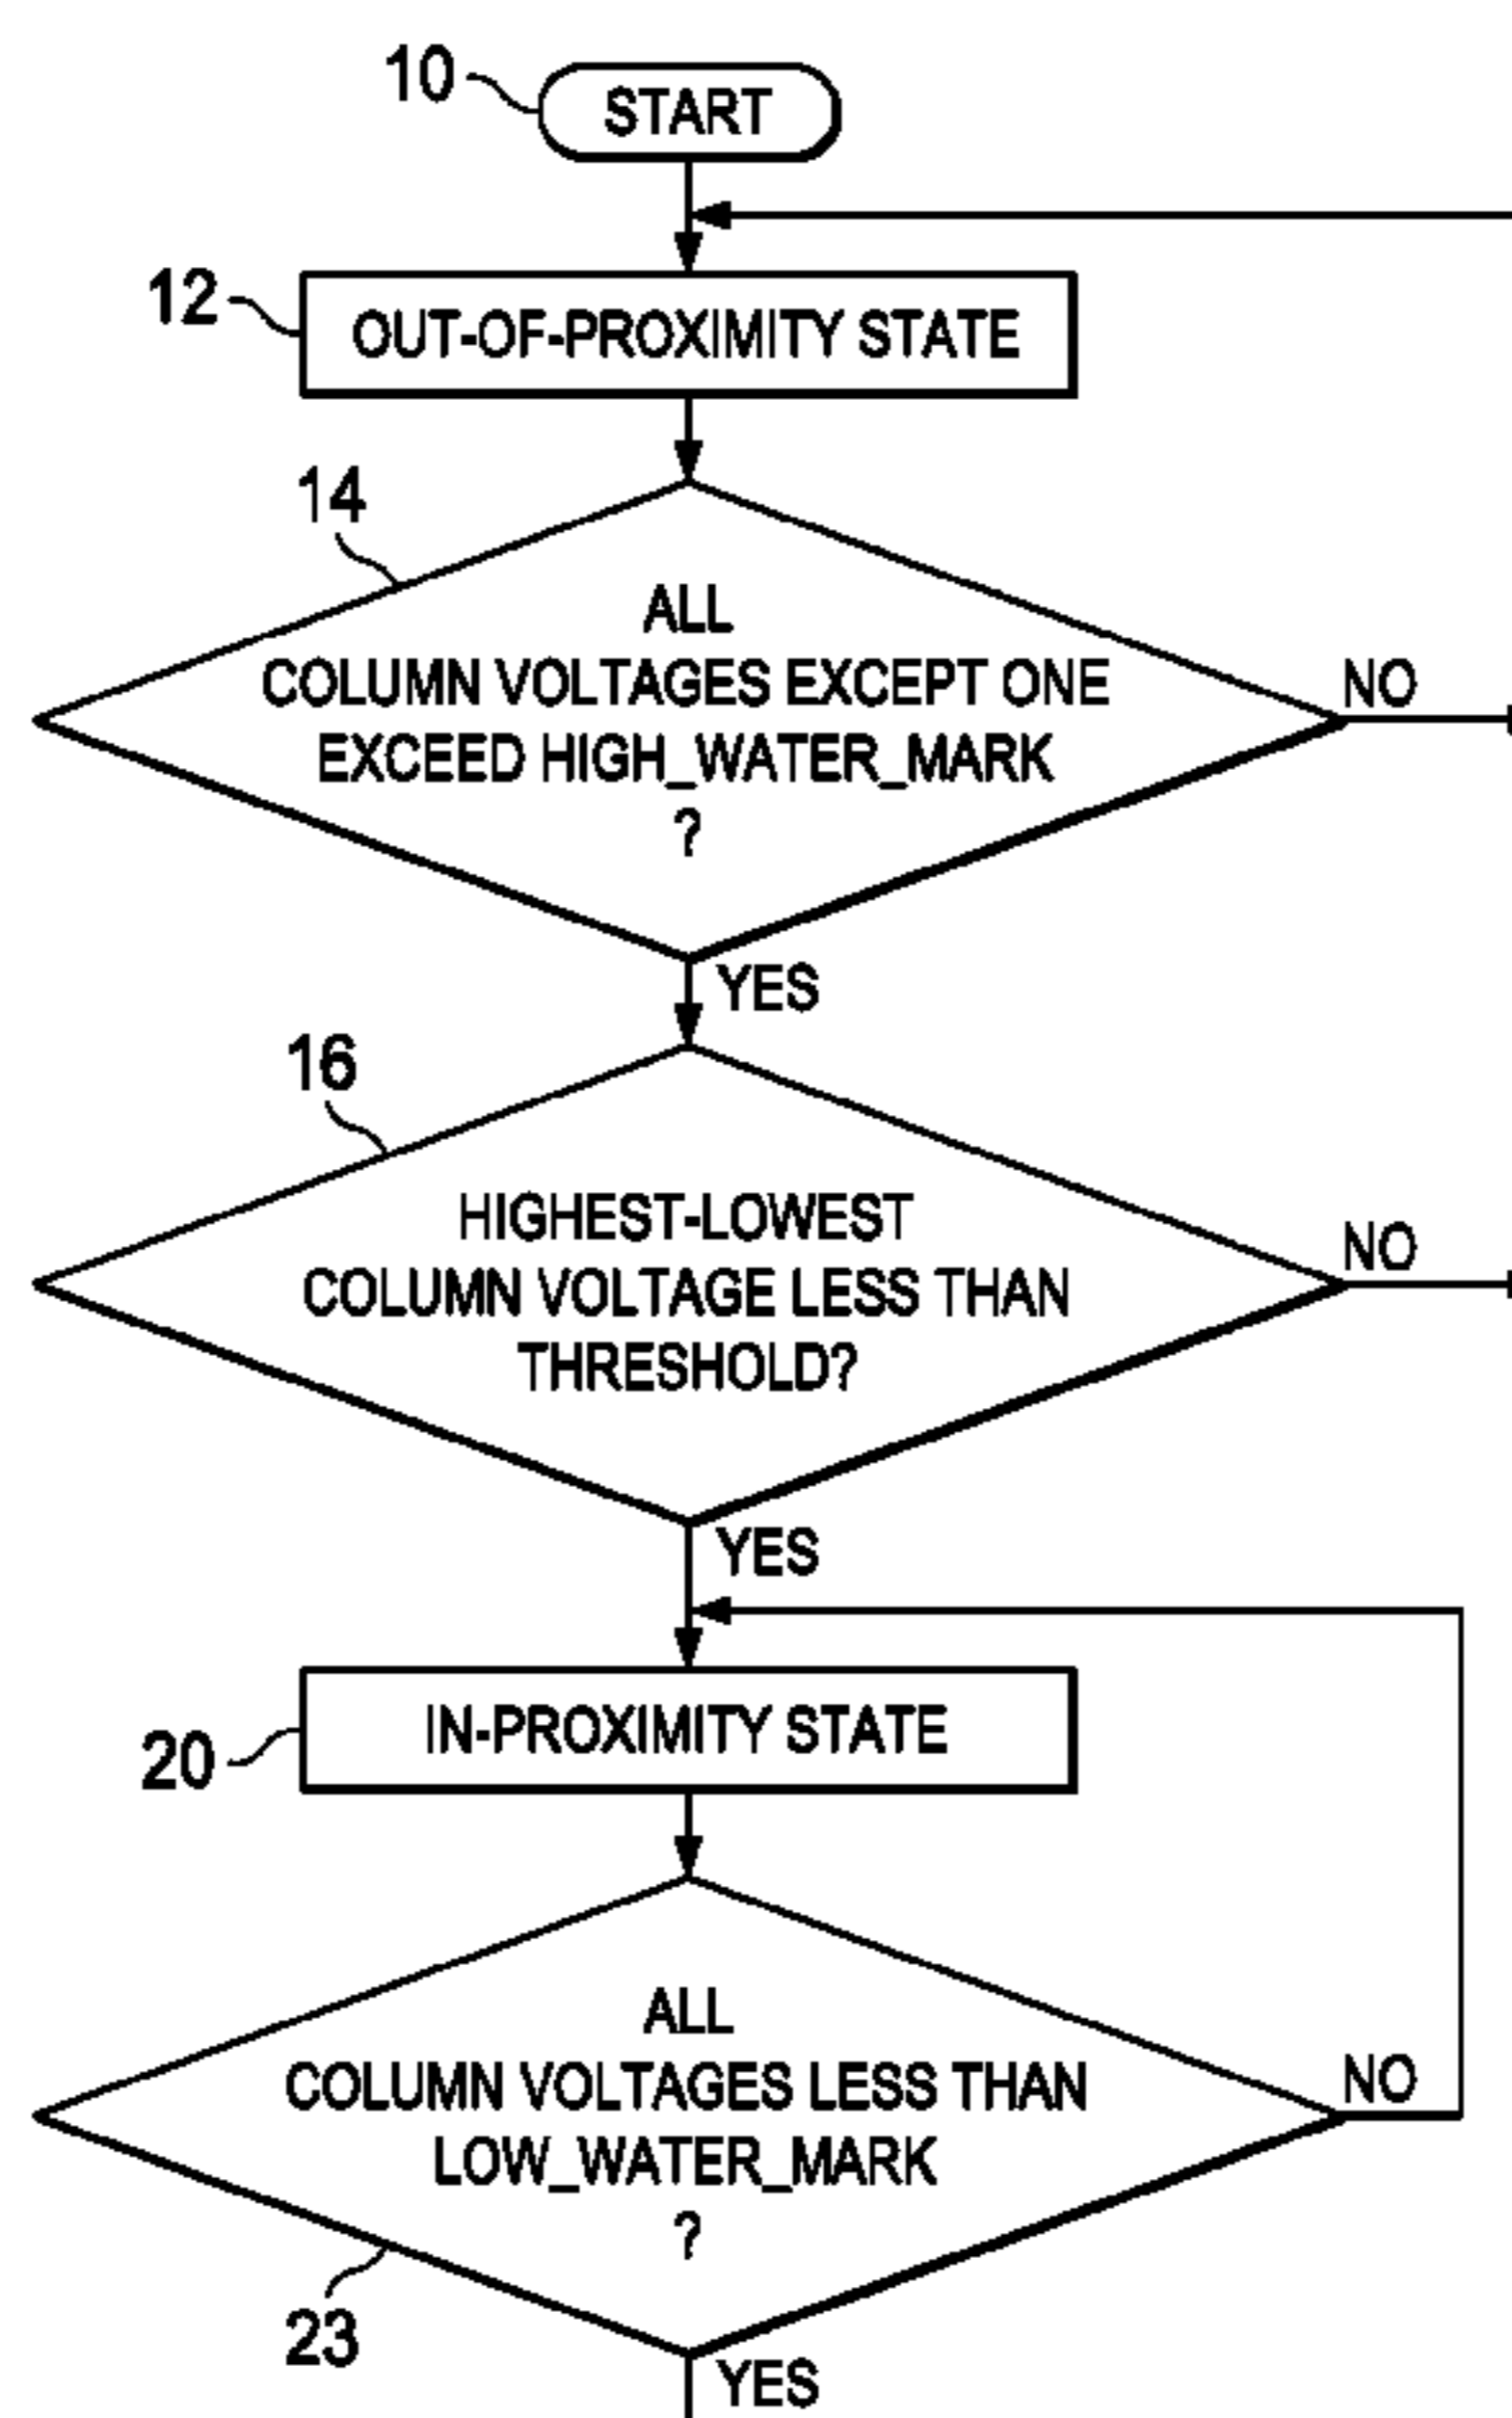 10
START
12
OUT-OF-PROXIMITY STATE
14
ALL
COLUMN VOLTAGES EXCEPT ONE
EXCEED HIGH_WATER_MARK
?
NO
YES
16
HIGHEST-LOWEST
COLUMN VOLTAGE LESS THAN
THRESHOLD?
NO
YES
IN-PROXIMITY STATE
20
ALL
COLUMN VOLTAGES LESS THAN
LOW_WATER_MARK
?
NO
23
YES